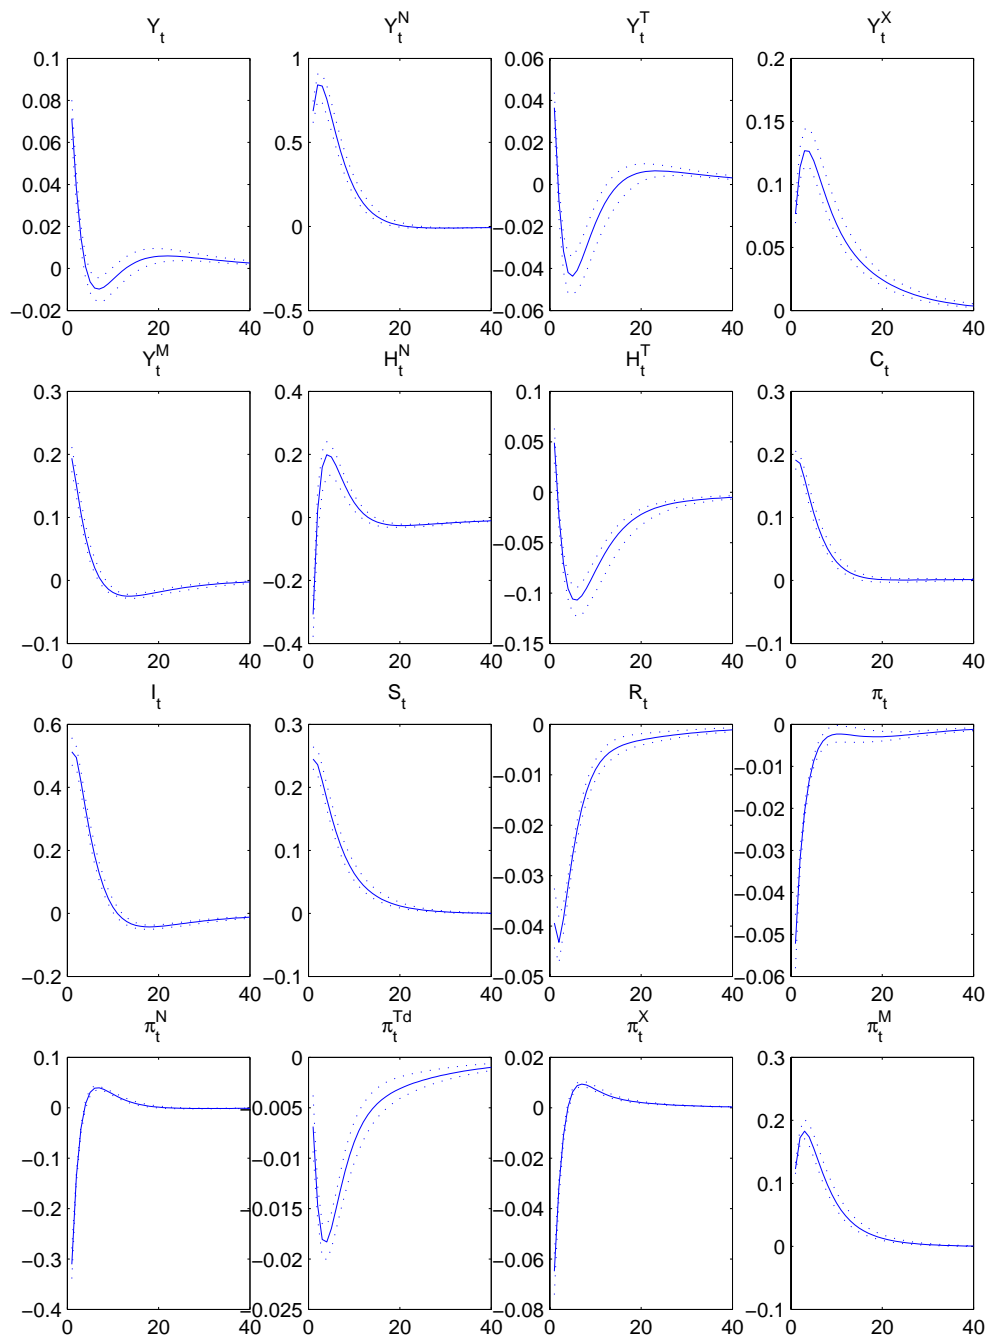 Y_t Y_t^N Y_t^T Y_t^X
0.1 1 0.06 0.2
0.08 0.04
0.15
0.06 0.5 0.02
0.04 0 0.1
0.02 0 −0.02
0.05
0 −0.04
−0.02 −0.5 −0.06 0
0 20 40 0 20 40 0 20 40 0 20 40
Y_t^M H_t^N H_t^T C_t
0.3 0.4 0.1 0.3
0.2 0.2 0.05 0.2
0
0.1 0 0.1
−0.05
0 −0.2 −0.1 0
−0.1 −0.4 −0.15 −0.1
0 20 40 0 20 40 0 20 40 0 20 40
I_t S_t R_t π_t
0.6 0.3 0 0
−0.01 −0.01
0.4 0.2
−0.02 −0.02
0.2 0.1 −0.03
−0.03 −0.04
0 0 −0.04 −0.05
−0.2 −0.1 −0.05 −0.06
0 20 40 0 20 40 0 20 40 0 20 40
π_t^N π_t^Td π_t^X π_t^M
0.1 0 0.02 0.3
0 −0.005 0 0.2
−0.1 −0.01 −0.02
0.1
−0.2 −0.015 −0.04
−0.3 −0.02 −0.06 0
−0.4 −0.025 −0.08 −0.1
0 20 40 0 20 40 0 20 40 0 20 40